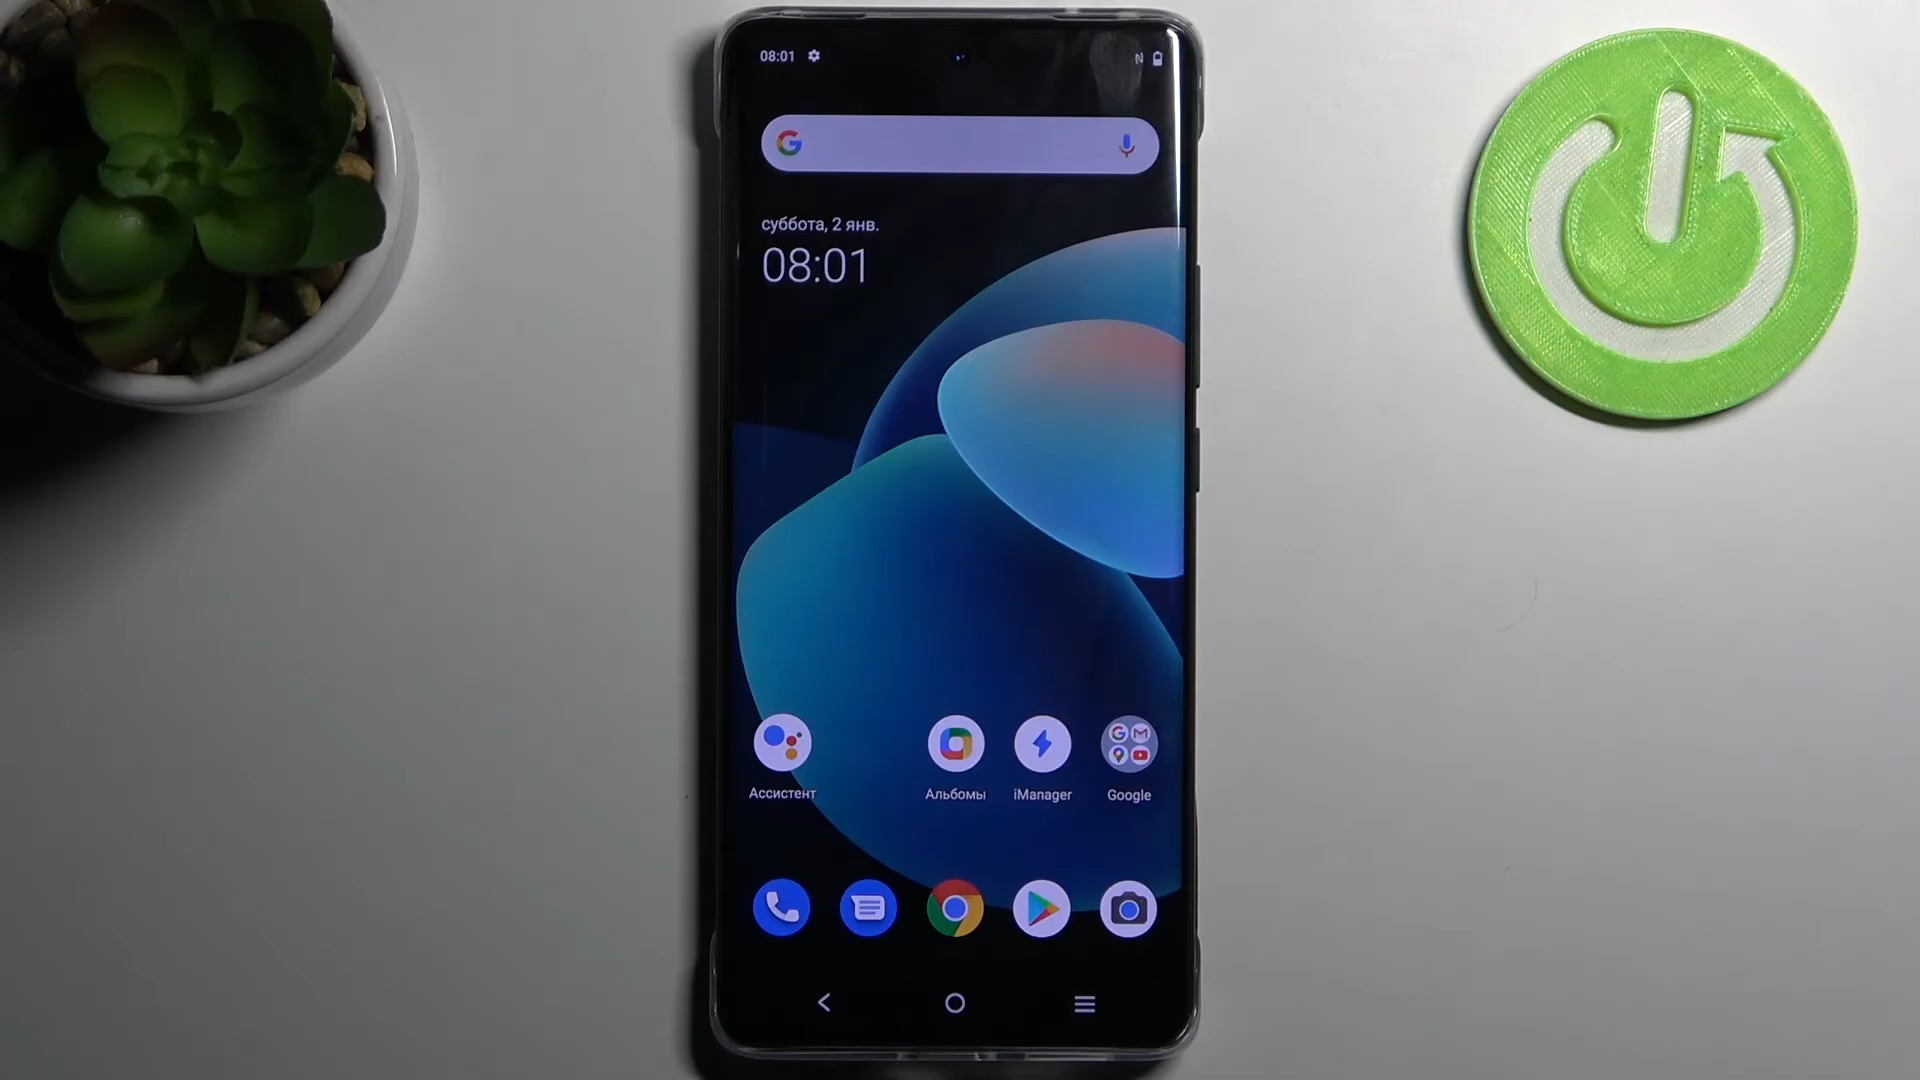 08:01
суббота, 2 янв.
08:01
Ассистент
Альбомы
iManager
Google